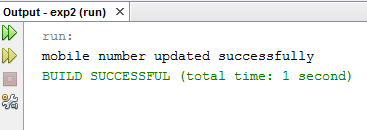 Output - exp2 (run) ×
run:
mobile number updated successfully
BUILD SUCCESSFUL (total time: 1 second)